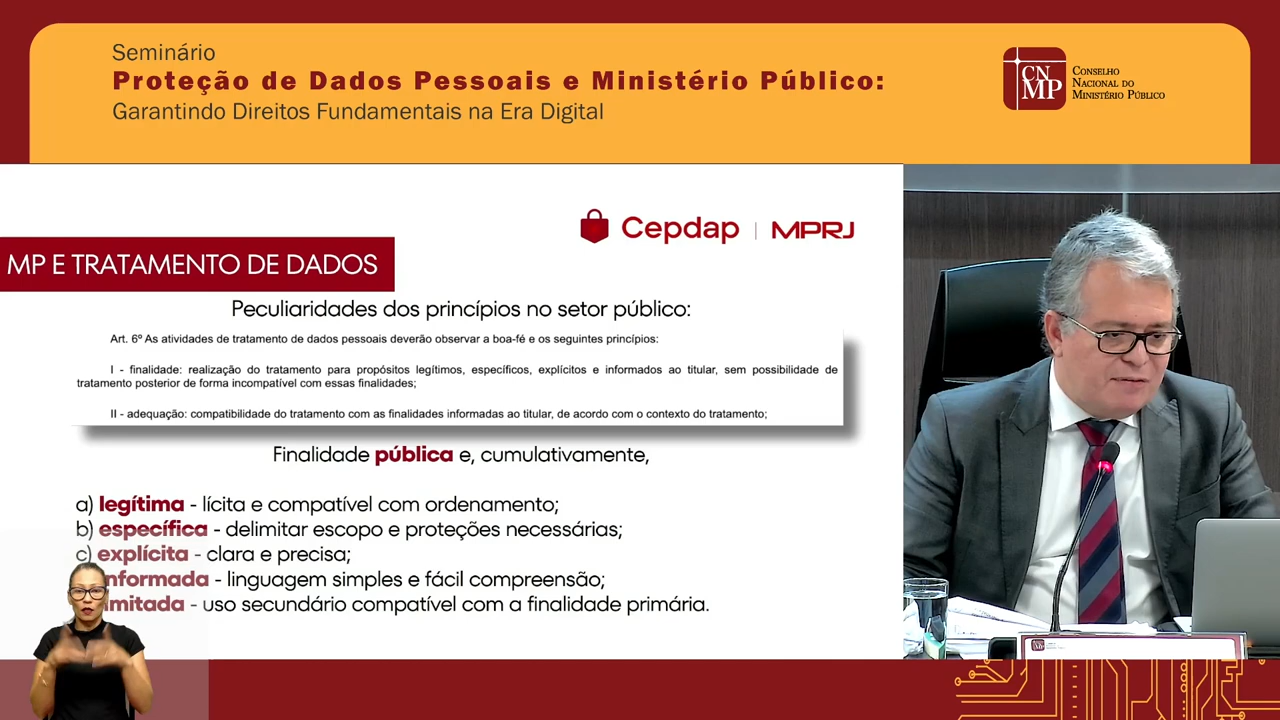 Seminário
Proteção de Dados Pessoais e Ministério Público:
Garantindo Direitos Fundamentais na Era Digital
CN
MP
Conselho
Nacional do
Ministério Público
Cepdap | MPRJ
MP E TRATAMENTO DE DADOS
Peculiaridades dos princípios no setor público:
Art. 6º As atividades de tratamento de dados pessoais deverão observar a boa-fé e os seguintes princípios:
I - finalidade: realização do tratamento para propósitos legítimos, específicos, explícitos e informados ao titular, sem possibilidade de
tratamento posterior de forma incompatível com essas finalidades;
II - adequação: compatibilidade do tratamento com as finalidades informadas ao titular, de acordo com o contexto do tratamento;
Finalidade pública e, cumulativamente,
a) legítima - lícita e compatível com ordenamento;
b) específica - delimitar escopo e proteções necessárias;
c) explícita - clara e precisa;
nformada - linguagem simples e fácil compreensão;
imitada - uso secundário compatível com a finalidade primária.